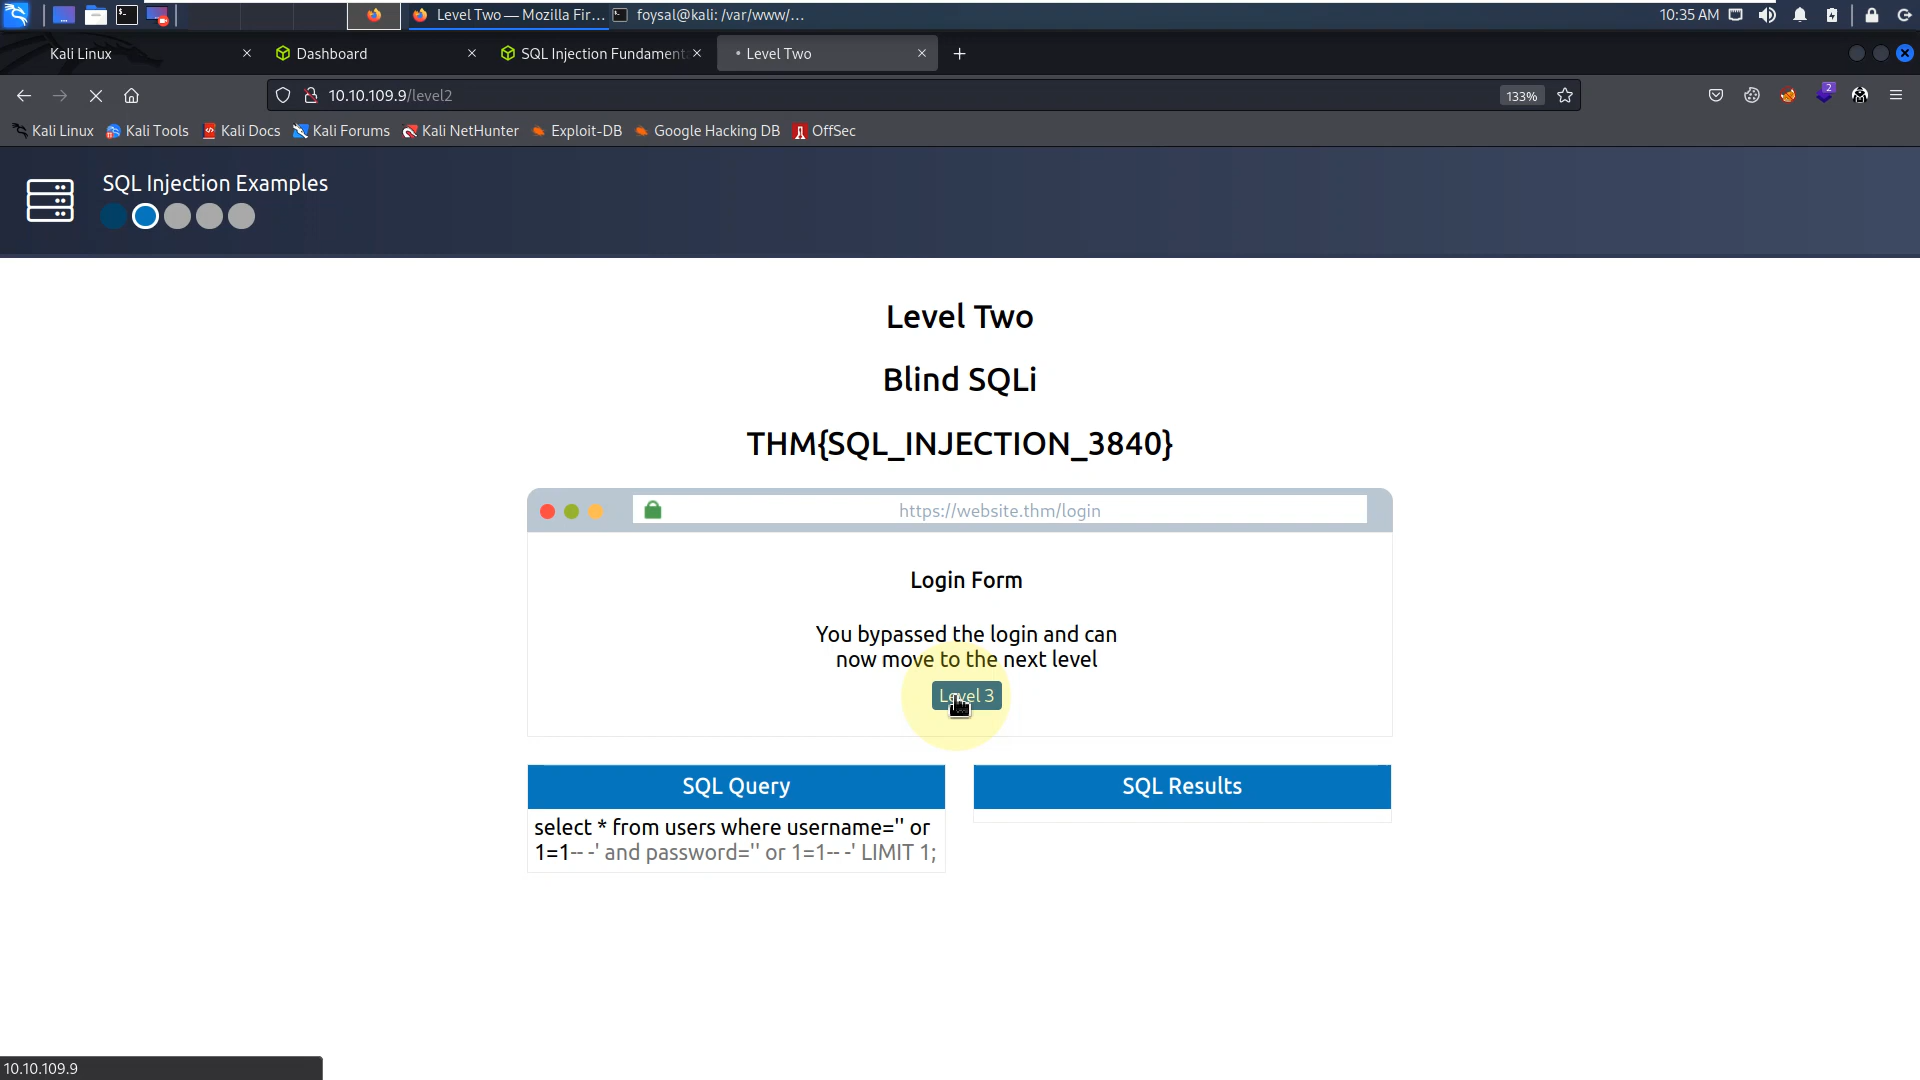 Level Two — Mozilla Fir...
foysal@kali: /var/www/...
10:35 AM
Kali Linux
Dashboard
SQL Injection Fundament
• Level Two
10.10.109.9/level2
133%
2
Kali Linux
Kali Tools
Kali Docs
Kali Forums
Kali NetHunter
Exploit-DB
Google Hacking DB
OffSec
SQL Injection Examples
Level Two
Blind SQLi
THM{SQL_INJECTION_3840}
https://website.thm/login
Login Form
You bypassed the login and can
now move to the next level
Level 3
SQL Query
select * from users where username='' or
1=1-- -' and password='' or 1=1-- -' LIMIT 1;
SQL Results
10.10.109.9